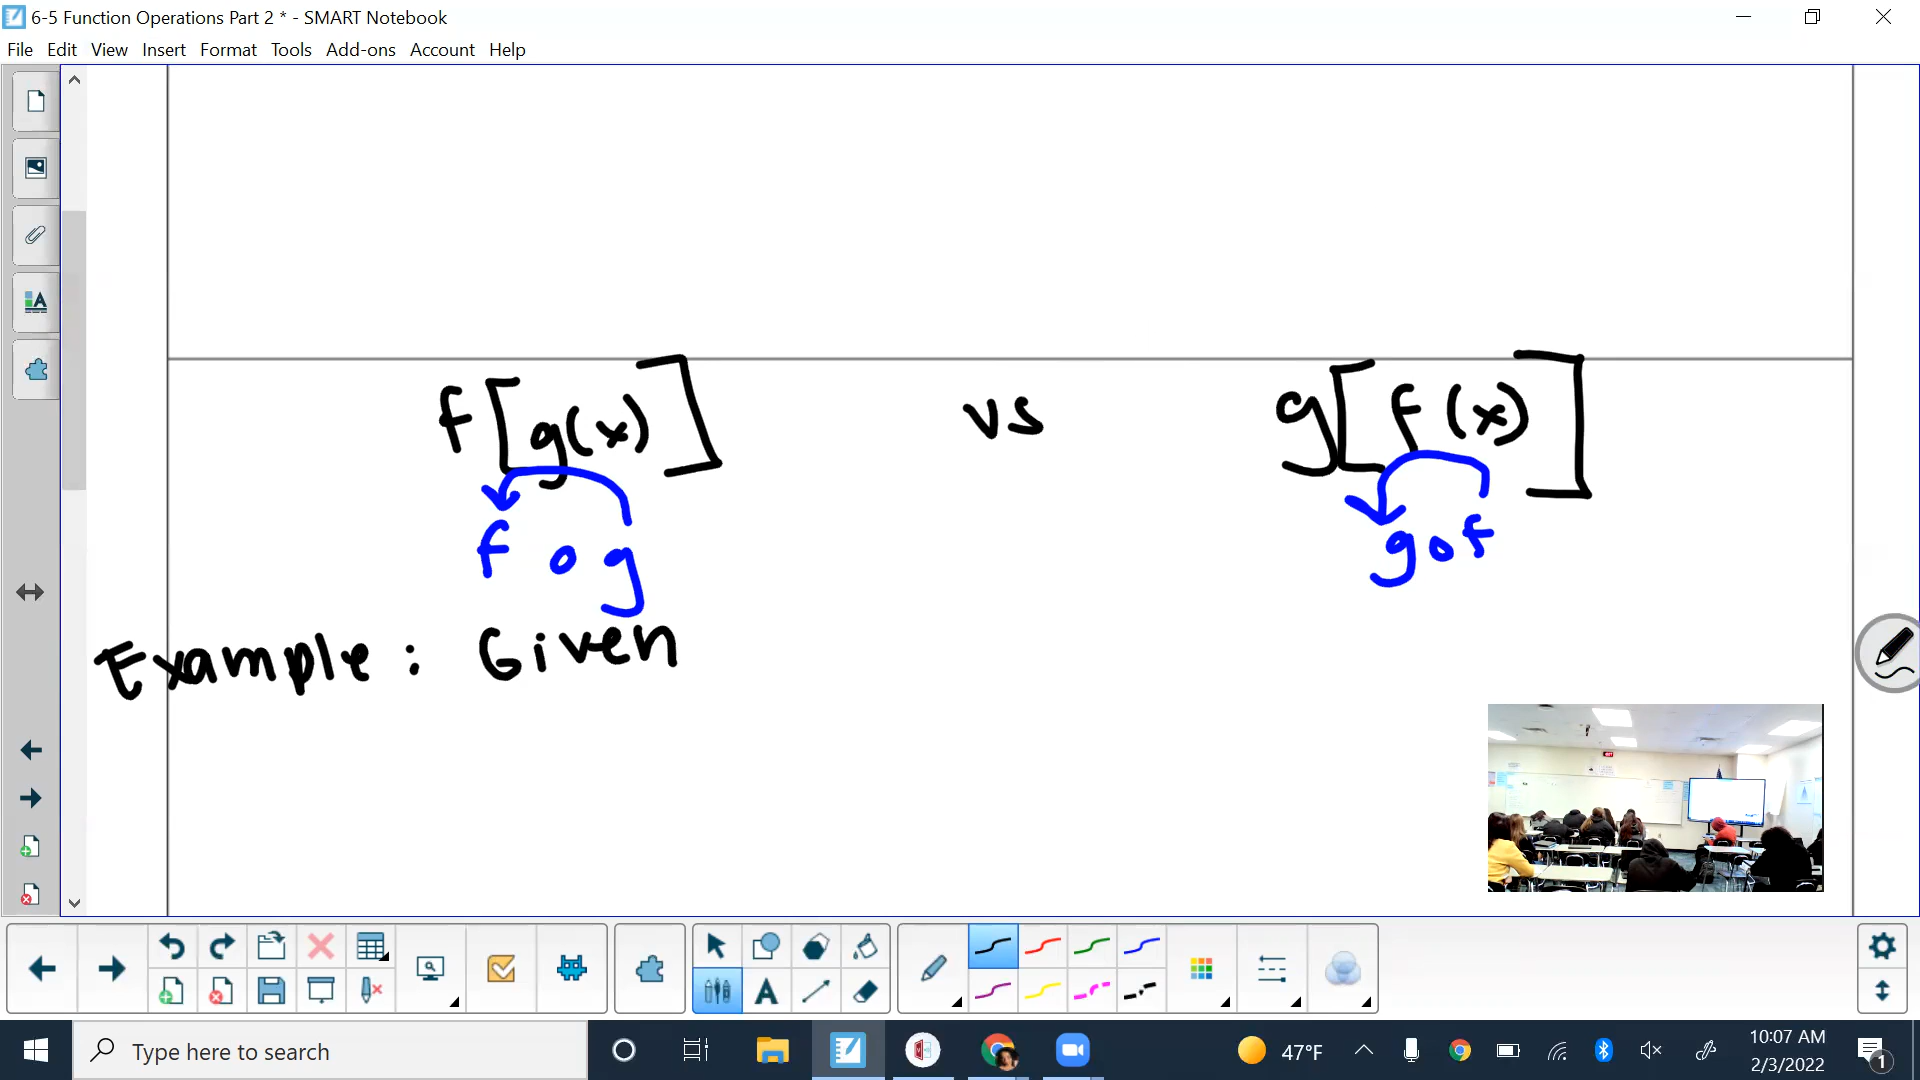 6-5 Function Operations Part 2 * - SMART Notebook
File Edit View Insert Format Tools Add-ons Account Help
f[g(x)] vs g[f(x)]
f o g g o f
Example: Given
Type here to search
47°F
10:07 AM
2/3/2022
1